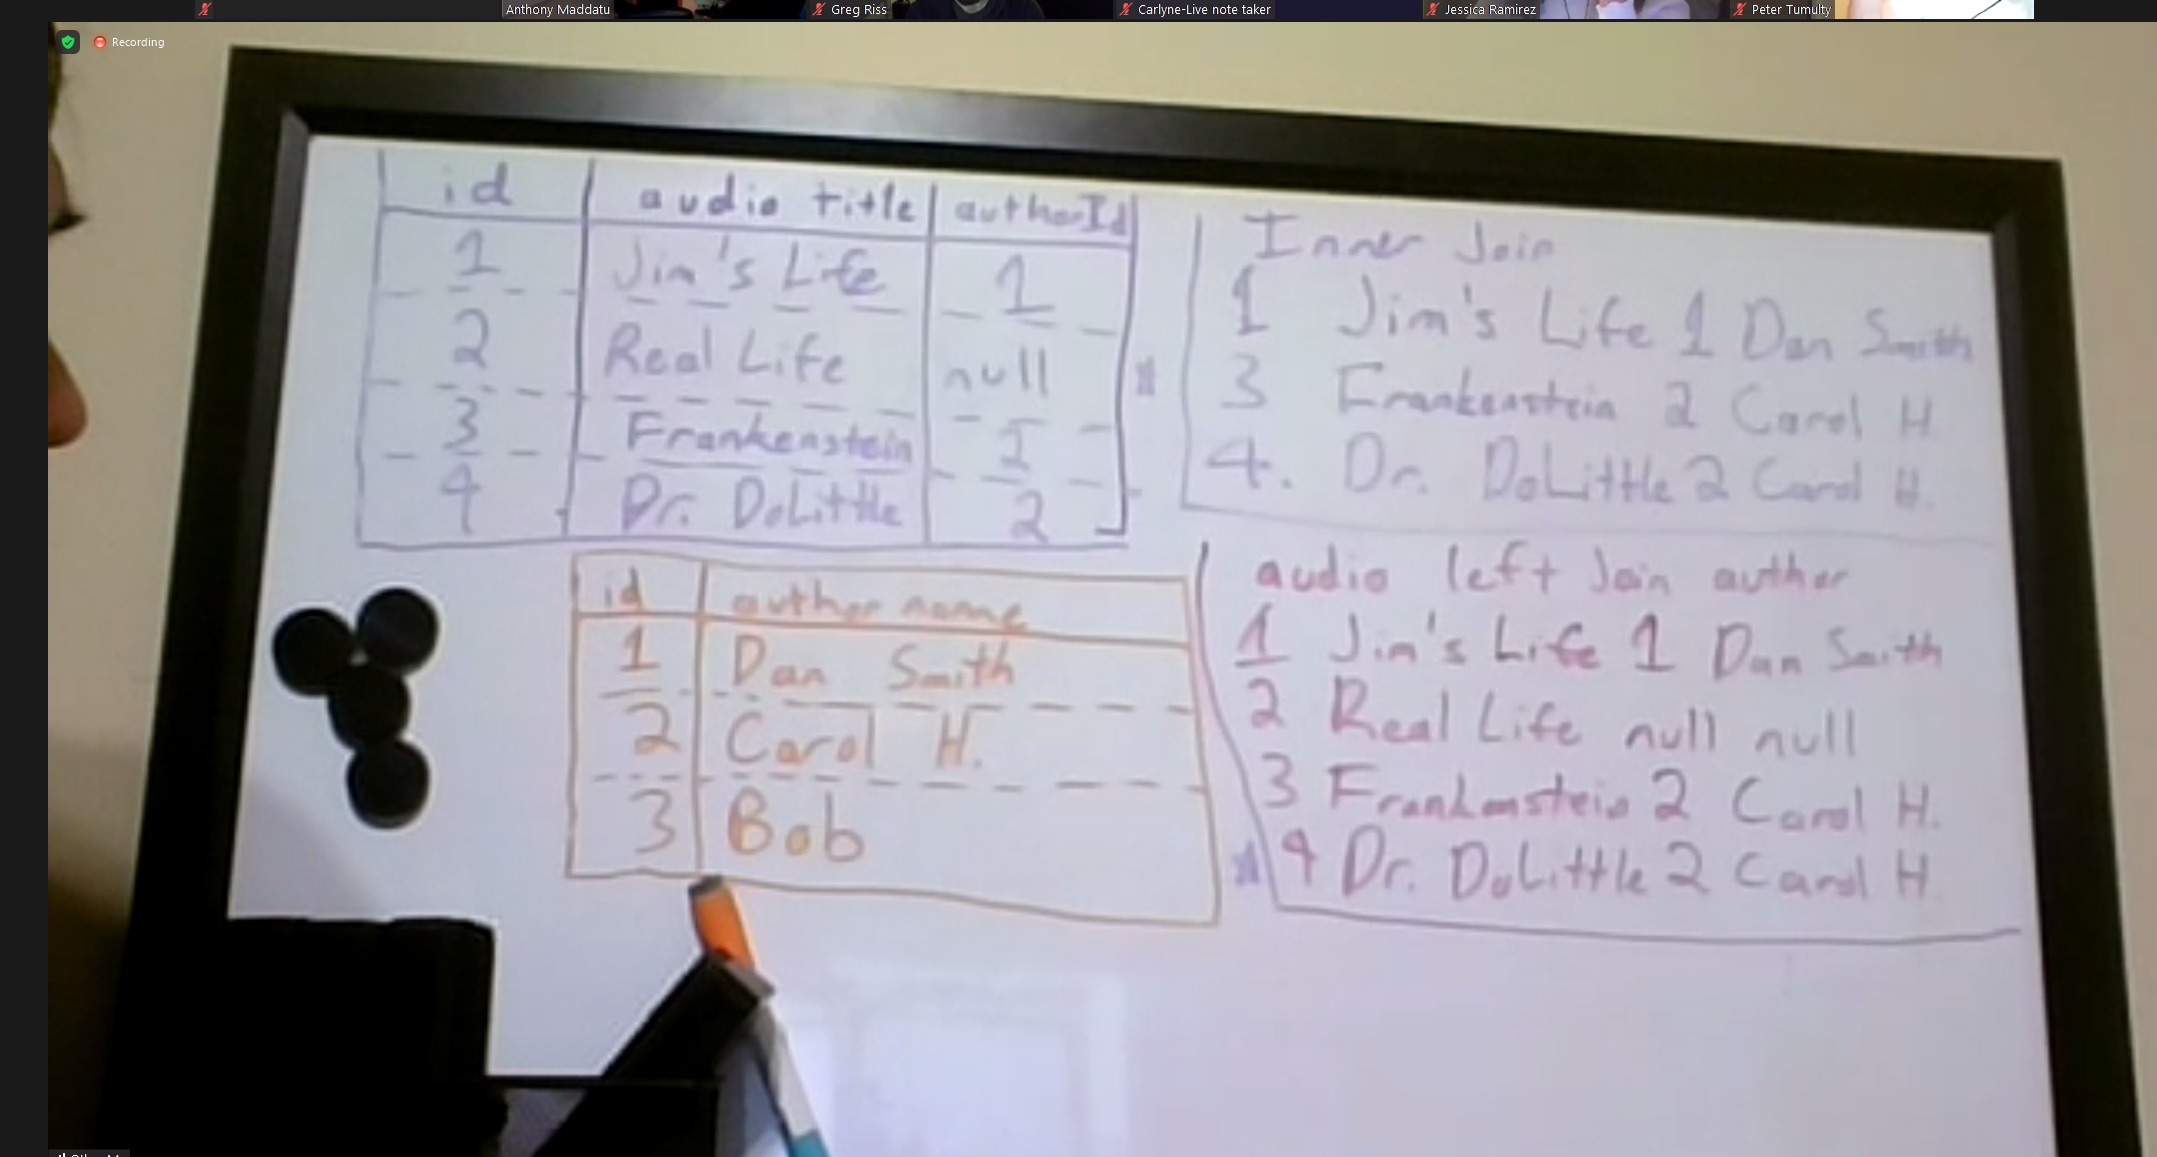 Anthony Maddatu
Greg Riss
Carlyne-Live note taker
Jessica Ramirez
Peter Tumulty
Recording
id audio title authorId
1 Jim's Life 1
2 Real Life null
3 Frankenstein 2
4 Dr. DoLittle 2
id author name
1 Dan Smith
2 Carol H.
3 Bob
Inner Join
1 Jim's Life 1 Dan Smith
3 Frankenstein 2 Carol H
4. Dr. DoLittle 2 Carol H.
audio left Join author
1 Jim's Life 1 Dan Smith
2 Real Life null null
3 Frankenstein 2 Carol H.
4 Dr. DoLittle 2 Carol H